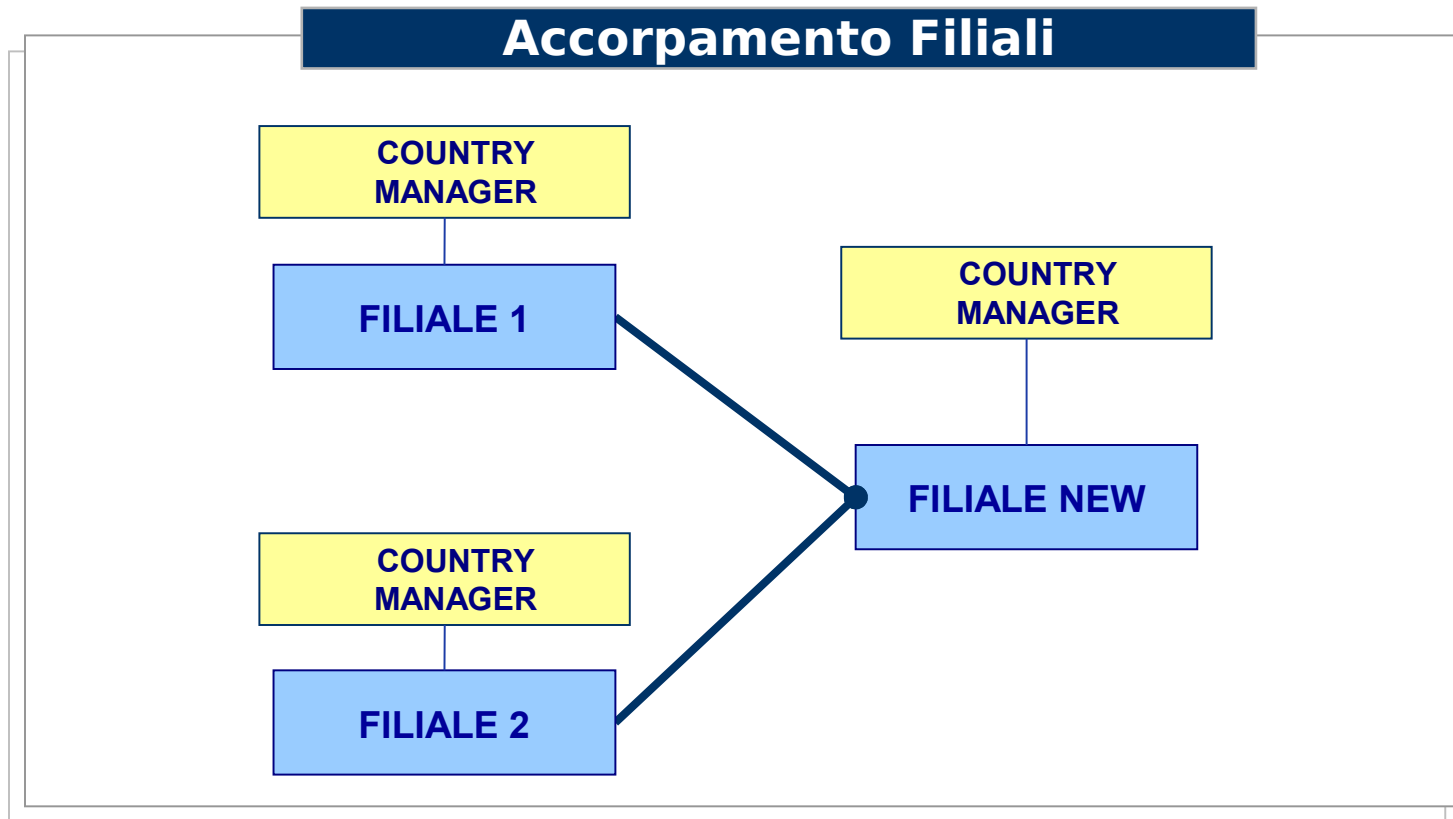 Accorpamento Filiali
COUNTRY
MANAGER
FILIALE 1
COUNTRY
MANAGER
FILIALE NEW
COUNTRY
MANAGER
FILIALE 2